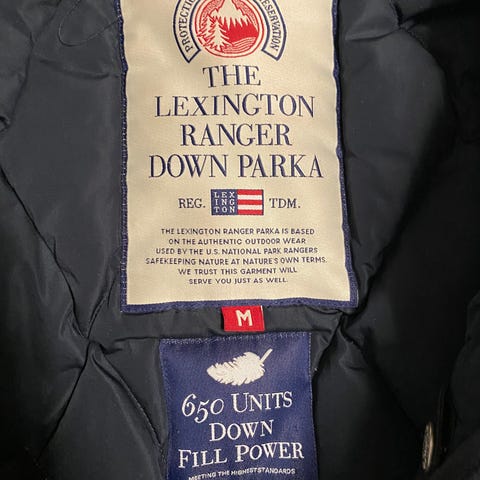 PROTECTI RESERVATION
THE
LEXINGTON
RANGER
DOWN PARKA
REG. LEX ING TON TDM.
THE LEXINGTON RANGER PARKA IS BASED
ON THE AUTHENTIC OUTDOOR WEAR
USED BY THE U.S. NATIONAL PARK RANGERS
SAFEKEEPING NATURE AT NATURE'S OWN TERMS.
WE TRUST THIS GARMENT WILL
SERVE YOU JUST AS WELL.
M
650 UNITS
DOWN
FILL POWER
MEETING THE HIGHEST STANDARDS